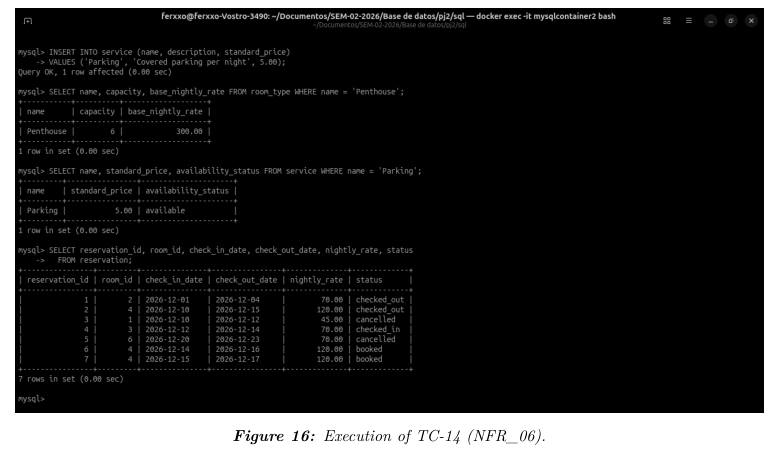 ferxxo@ferxxo-Vostro-3490: ~/Documentos/SEM-02-2026/Base de datos/pj2/sql — docker exec -it mysqlcontainer2 bash
~/Documentos/SEM-02-2026/Base de datos/pj2/sql
mysql> INSERT INTO service (name, description, standard_price)
    -> VALUES ('Parking', 'Covered parking per night', 5.00);
Query OK, 1 row affected (0.00 sec)
mysql> SELECT name, capacity, base_nightly_rate FROM room_type WHERE name = 'Penthouse';
+-----------+----------+-------------------+
| name      | capacity | base_nightly_rate |
+-----------+----------+-------------------+
| Penthouse |        6 |            300.00 |
+-----------+----------+-------------------+
1 row in set (0.00 sec)
mysql> SELECT name, standard_price, availability_status FROM service WHERE name = 'Parking';
+---------+----------------+---------------------+
| name    | standard_price | availability_status |
+---------+----------------+---------------------+
| Parking |           5.00 | available           |
+---------+----------------+---------------------+
1 row in set (0.00 sec)
mysql> SELECT reservation_id, room_id, check_in_date, check_out_date, nightly_rate, status
    ->   FROM reservation;
+----------------+---------+---------------+----------------+--------------+-------------+
| reservation_id | room_id | check_in_date | check_out_date | nightly_rate | status      |
+----------------+---------+---------------+----------------+--------------+-------------+
|              1 |       2 | 2026-12-01    | 2026-12-04     |        70.00 | checked_out |
|              2 |       4 | 2026-12-10    | 2026-12-15     |       120.00 | checked_out |
|              3 |       1 | 2026-12-10    | 2026-12-12     |        45.00 | cancelled   |
|              4 |       3 | 2026-12-12    | 2026-12-14     |        70.00 | checked_in  |
|              5 |       6 | 2026-12-20    | 2026-12-23     |        70.00 | cancelled   |
|              6 |       4 | 2026-12-14    | 2026-12-16     |       120.00 | booked      |
|              7 |       4 | 2026-12-15    | 2026-12-17     |       120.00 | booked      |
+----------------+---------+---------------+----------------+--------------+-------------+
7 rows in set (0.00 sec)
mysql>
Figure 16: Execution of TC-14 (NFR_06).